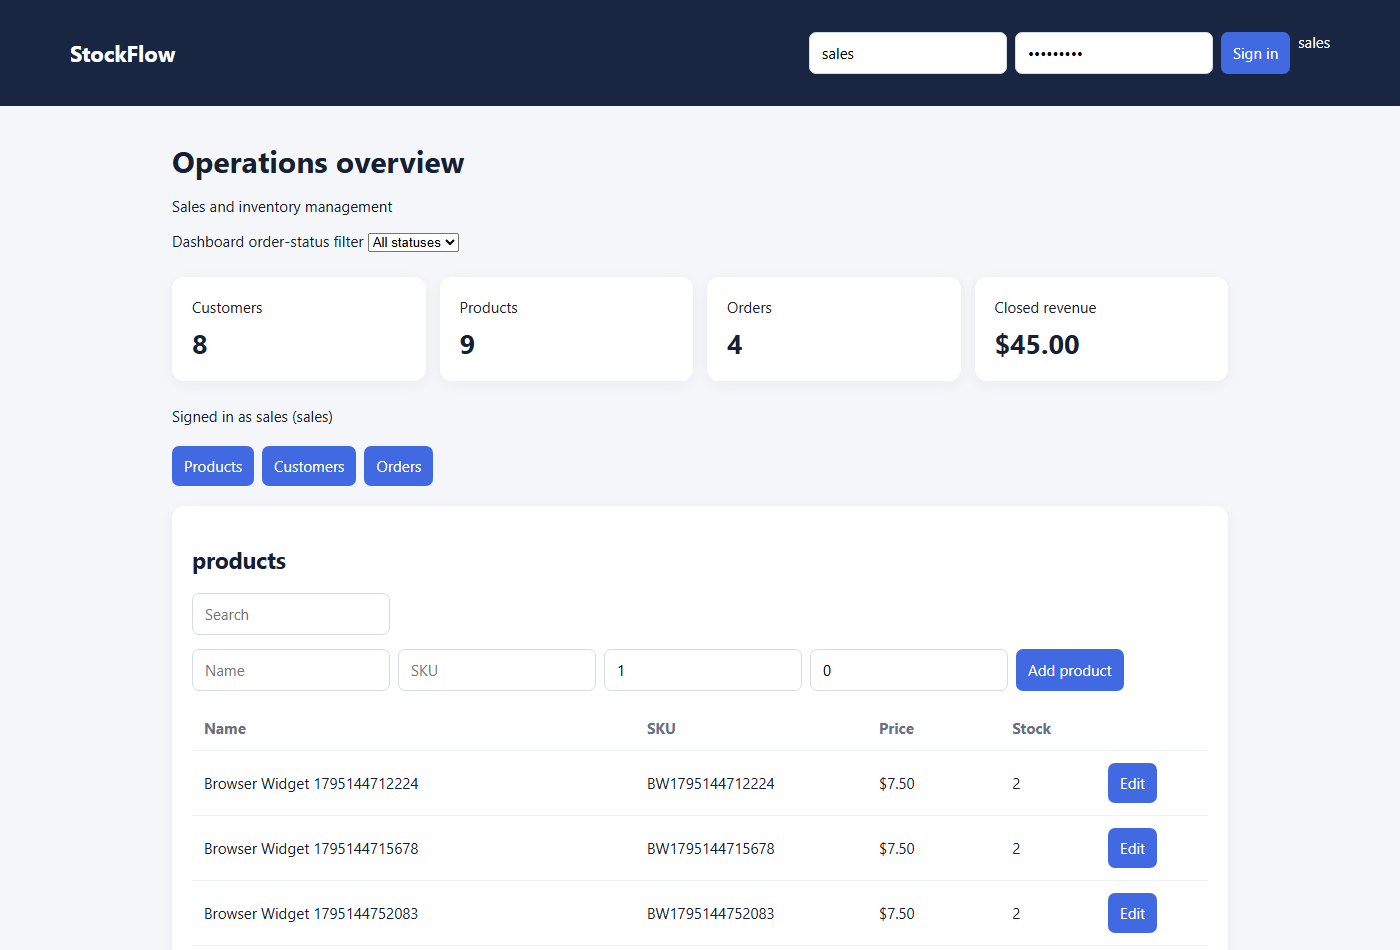 StockFlow
sales ••••••••• Sign in sales
Operations overview
Sales and inventory management
Dashboard order-status filter All statuses
Customers Products Orders Closed revenue
8 9 4 $45.00
Signed in as sales (sales)
Products Customers Orders
products
Search
Name SKU 1 0 Add product
Name SKU Price Stock
Browser Widget 1795144712224 BW1795144712224 $7.50 2 Edit
Browser Widget 1795144715678 BW1795144715678 $7.50 2 Edit
Browser Widget 1795144752083 BW1795144752083 $7.50 2 Edit